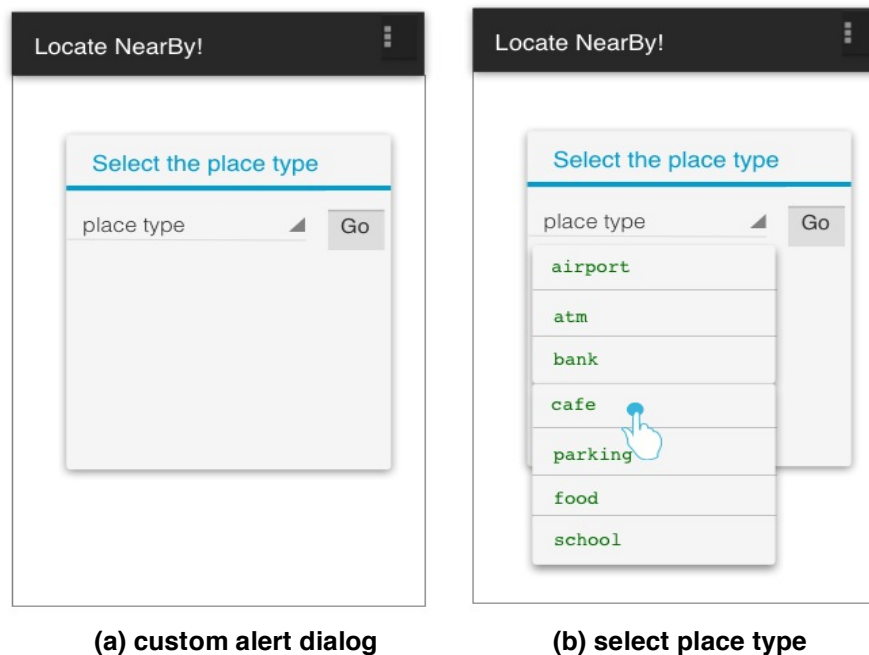 Locate NearBy!
Select the place type
place type
Go
(a) custom alert dialog
Locate NearBy!
Select the place type
place type
Go
airport
atm
bank
cafe
parking
food
school
(b) select place type